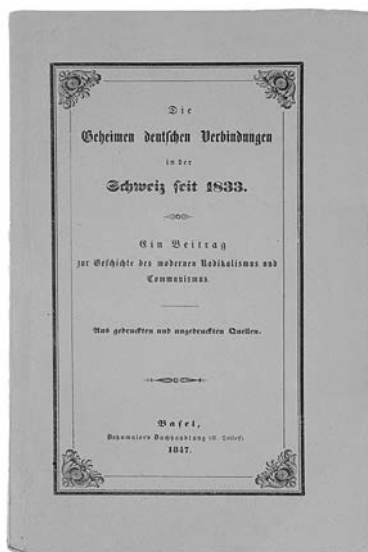 Die
Geheimen deutschen Verbindungen
in der
Schweiz seit 1833.
Ein Beitrag
zur Geschichte des modernen Radikalismus und
Communismus.
Aus gedruckten und ungedruckten Quellen.
Basel,
Buchhandlung
1847.